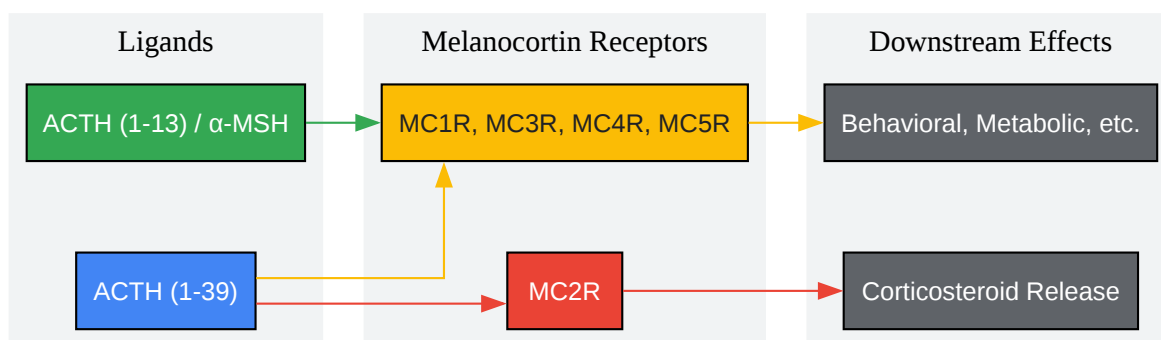 Ligands
Melanocortin Receptors
Downstream Effects
ACTH (1-13) / α-MSH
MC1R, MC3R, MC4R, MC5R
Behavioral, Metabolic, etc.
ACTH (1-39)
MC2R
Corticosteroid Release